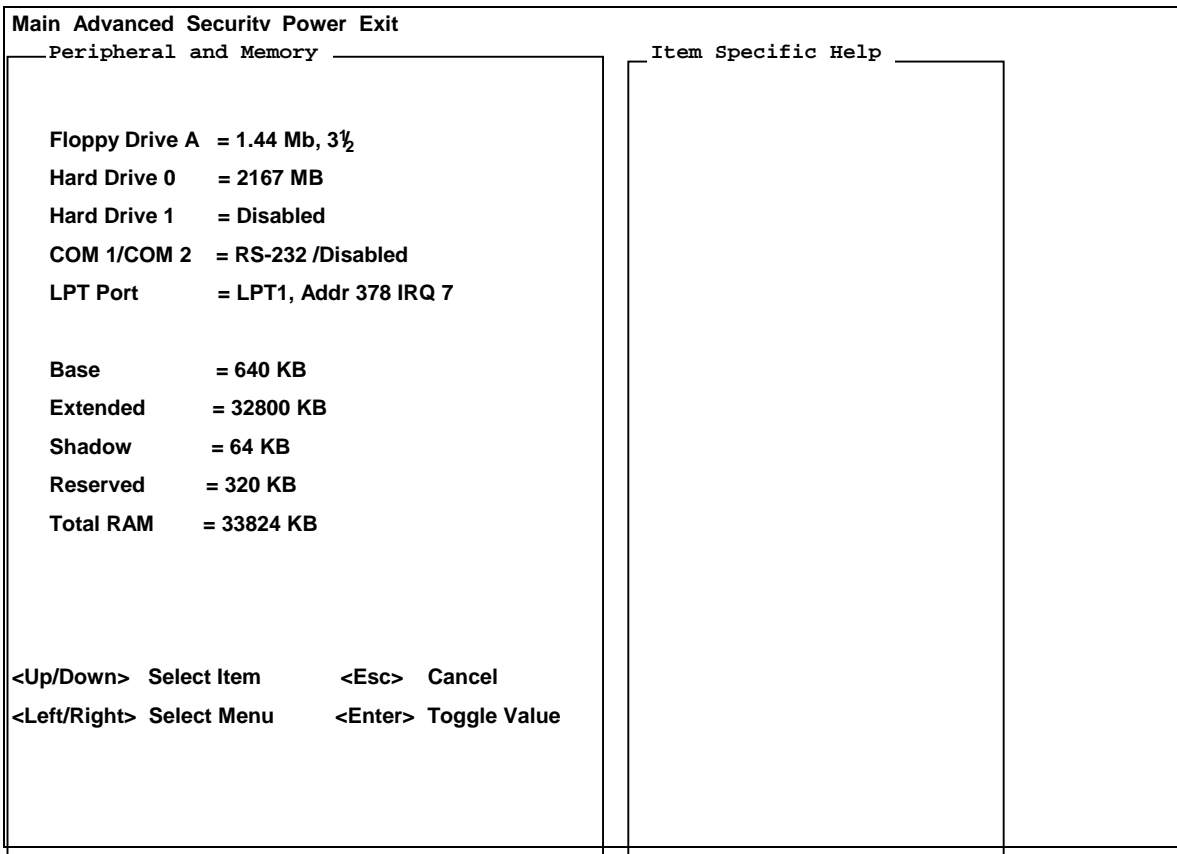 Main Advanced Securitv Power Exit
Peripheral and Memory
Item Specific Help
Floppy Drive A = 1.44 Mb, 3½
Hard Drive 0 = 2167 MB
Hard Drive 1 = Disabled
COM 1/COM 2 = RS-232 /Disabled
LPT Port = LPT1, Addr 378 IRQ 7
Base = 640 KB
Extended = 32800 KB
Shadow = 64 KB
Reserved = 320 KB
Total RAM = 33824 KB
<Up/Down> Select Item <Esc> Cancel
<Left/Right> Select Menu <Enter> Toggle Value